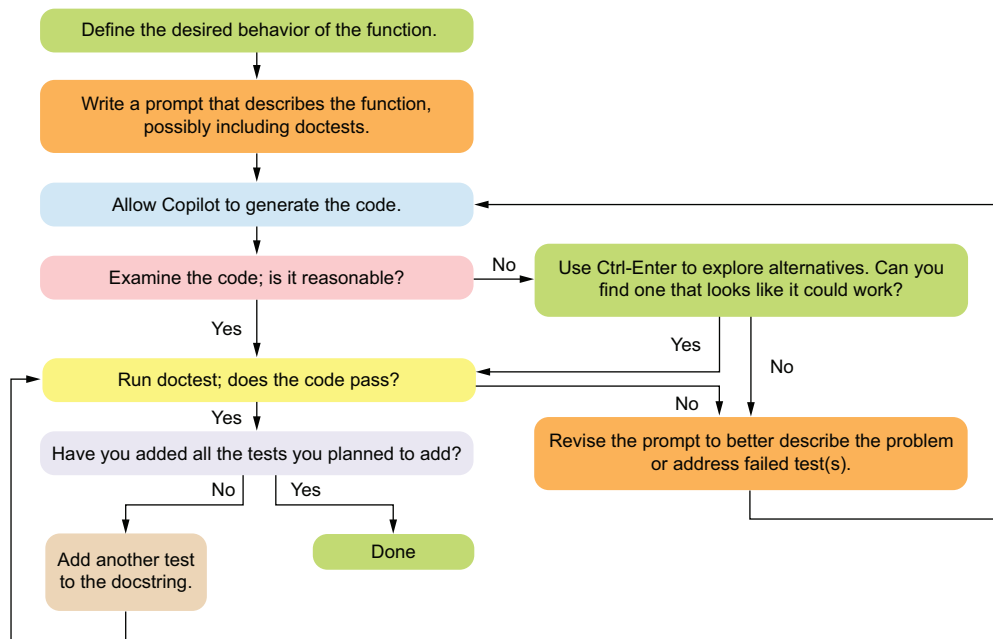 Define the desired behavior of the function.
Write a prompt that describes the function,
possibly including doctests.
Allow Copilot to generate the code.
Examine the code; is it reasonable?
No
Use Ctrl-Enter to explore alternatives. Can you
find one that looks like it could work?
Yes
Yes
No
Run doctest; does the code pass?
No
Yes
Have you added all the tests you planned to add?
Revise the prompt to better describe the problem
or address failed test(s).
No
Yes
Add another test
to the docstring.
Done